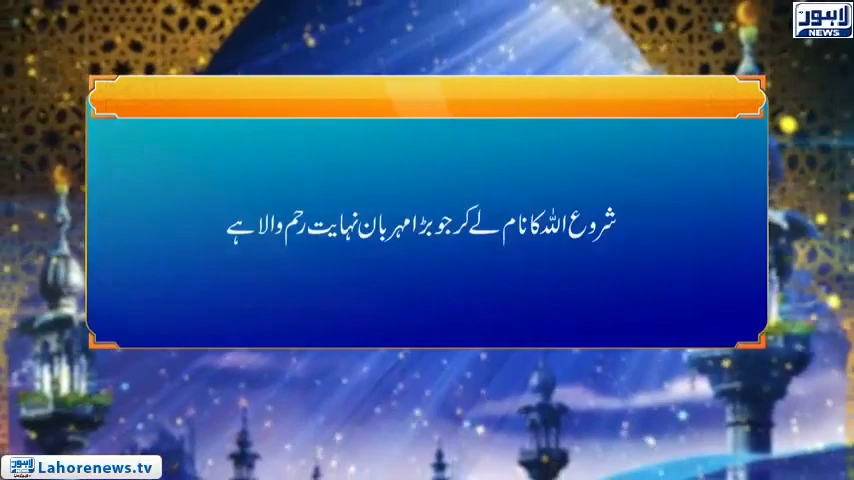 لاہور
NEWS
شروع اللہ کا نام لے کر جو بڑا مہربان نہایت رحم والا ہے
لاہور
Lahorenews.tv